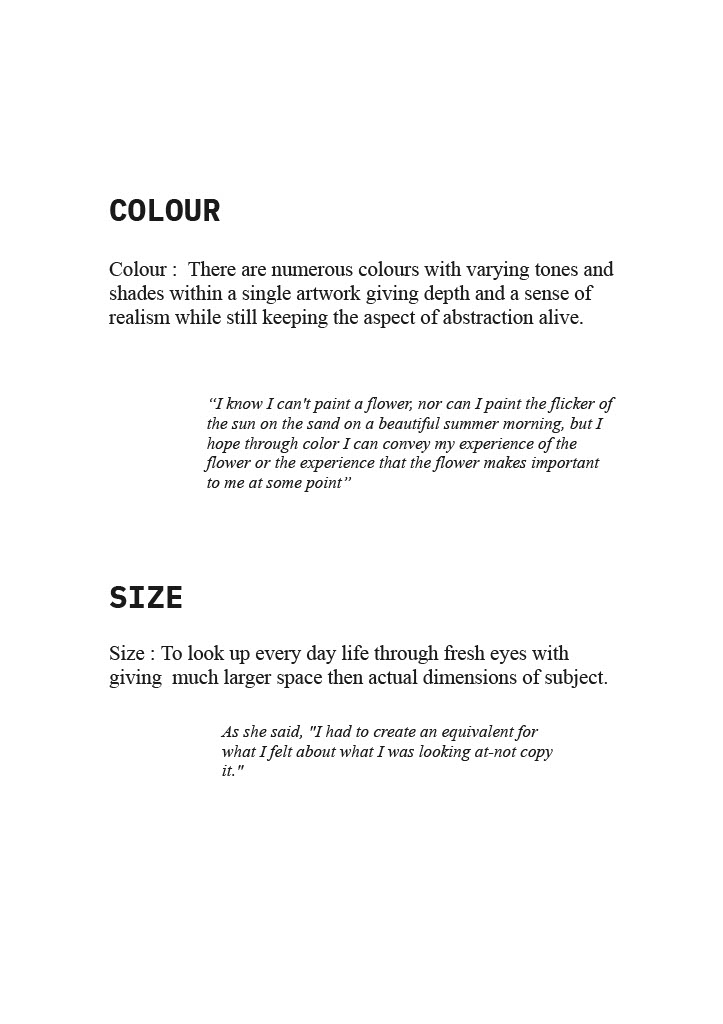 COLOUR
Colour :  There are numerous colours with varying tones and
shades within a single artwork giving depth and a sense of
realism while still keeping the aspect of abstraction alive.
“I know I can't paint a flower, nor can I paint the flicker of
the sun on the sand on a beautiful summer morning, but I
hope through color I can convey my experience of the
flower or the experience that the flower makes important
to me at some point”
SIZE
Size : To look up every day life through fresh eyes with
giving  much larger space then actual dimensions of subject.
As she said, "I had to create an equivalent for
what I felt about what I was looking at-not copy
it."